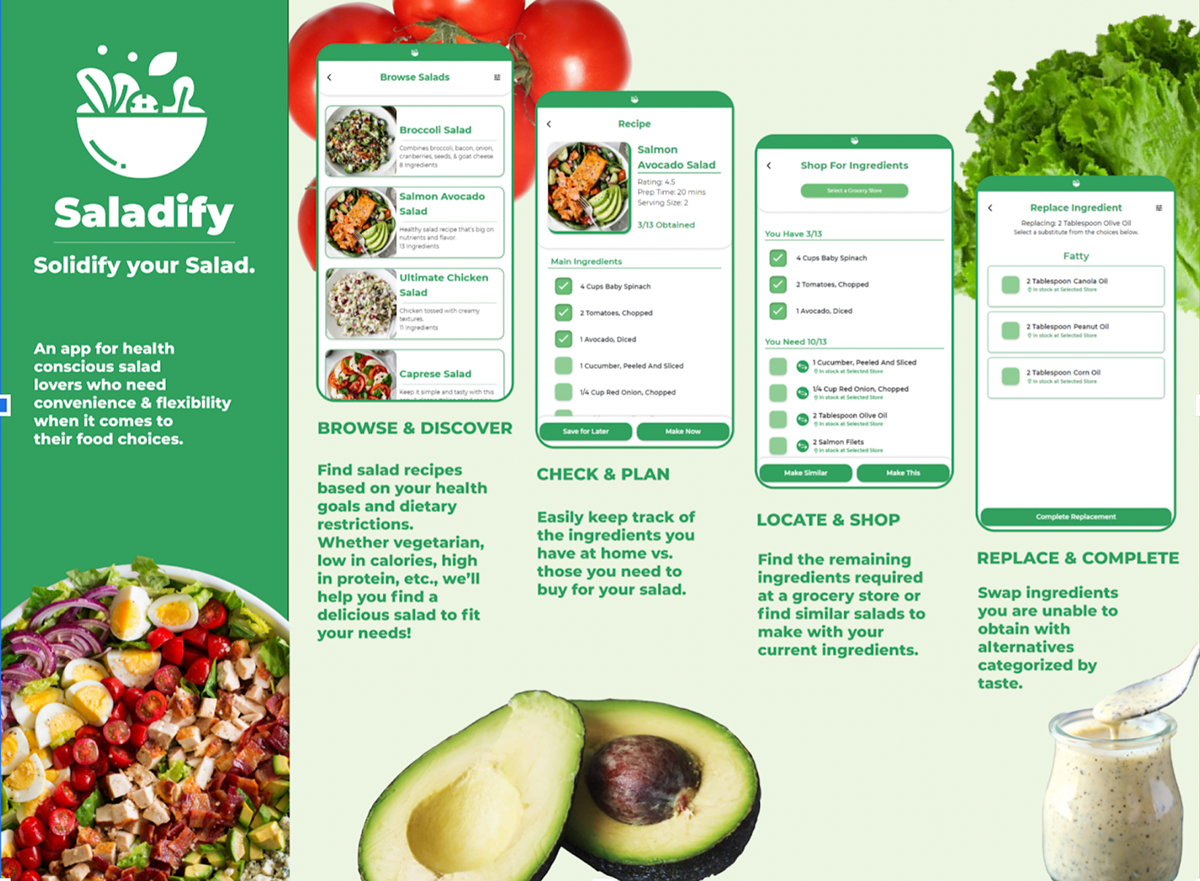 Saladify
Solidify your Salad.
An app for health
conscious salad
lovers who need
convenience & flexibility
when it comes to
their food choices.
Browse Salads
Broccoli Salad
Combines broccoli, bacon, onion,
cranberries, seeds, & goat cheese.
8 Ingredients
Salmon Avocado
Salad
Healthy salad recipe that's big on
nutrients and flavor.
13 Ingredients
Ultimate Chicken
Salad
Chicken tossed with creamy
textures.
11 Ingredients
Caprese Salad
Keep it simple and tasty with this
BROWSE & DISCOVER
Find salad recipes
based on your health
goals and dietary
restrictions.
Whether vegetarian,
low in calories, high
in protein, etc., we'll
help you find a
delicious salad to fit
your needs!
Recipe
Salmon
Avocado Salad
Rating: 4.5
Prep Time: 20 mins
Serving Size: 2
3/13 Obtained
Main Ingredients
4 Cups Baby Spinach
2 Tomatoes, Chopped
1 Avocado, Diced
1 Cucumber, Peeled And Sliced
1/4 Cup Red Onion, Chopped
Save for Later
Make Now
CHECK & PLAN
Easily keep track of
the ingredients you
have at home vs.
those you need to
buy for your salad.
Shop For Ingredients
Select a Grocery Store
You Have 3/13
4 Cups Baby Spinach
2 Tomatoes, Chopped
1 Avocado, Diced
You Need 10/13
1 Cucumber, Peeled And Sliced
In stock at Selected Store
1/4 Cup Red Onion, Chopped
In stock at Selected Store
2 Tablespoon Olive Oil
In stock at Selected Store
2 Salmon Filets
In stock at Selected Store
Make Similar
Make This
LOCATE & SHOP
Find the remaining
ingredients required
at a grocery store or
find similar salads to
make with your
current ingredients.
Replace Ingredient
Replacing: 2 Tablespoon Olive Oil
Select a substitute from the choices below.
Fatty
2 Tablespoon Canola Oil
In stock at Selected Store
2 Tablespoon Peanut Oil
In stock at Selected Store
2 Tablespoon Corn Oil
In stock at Selected Store
Complete Replacement
REPLACE & COMPLETE
Swap ingredients
you are unable to
obtain with
alternatives
categorized by
taste.